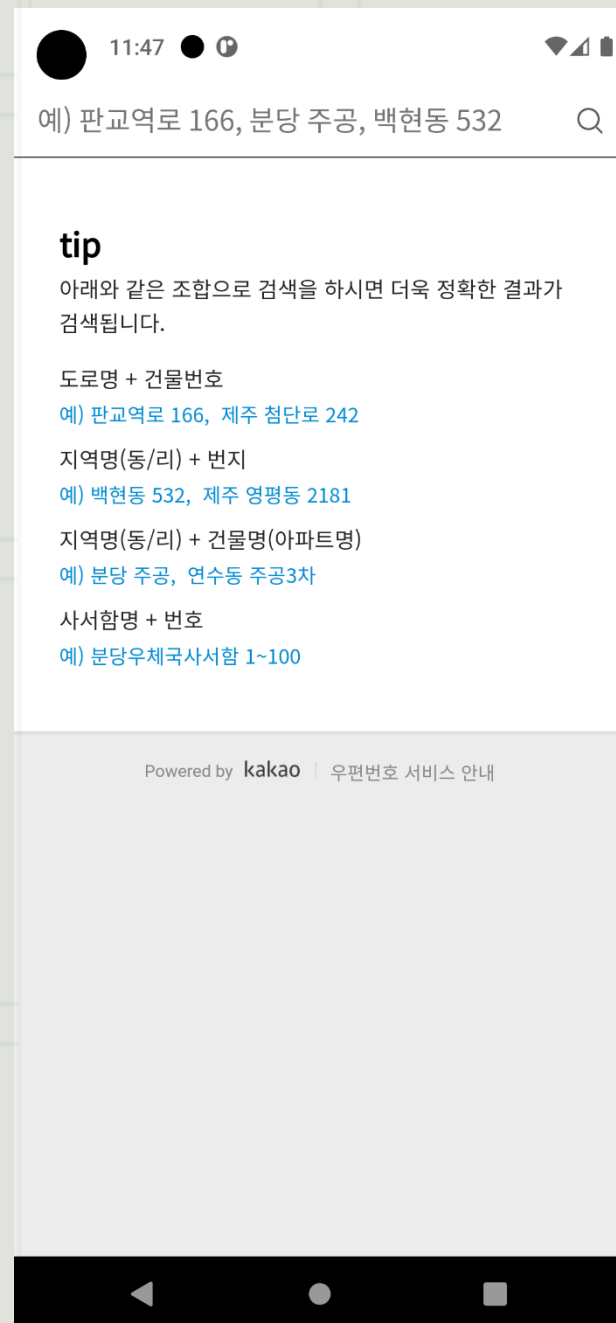 11:47
예) 판교역로 166, 분당 주공, 백현동 532
tip
아래와 같은 조합으로 검색을 하시면 더욱 정확한 결과가
검색됩니다.
도로명 + 건물번호
예) 판교역로 166, 제주 첨단로 242
지역명(동/리) + 번지
예) 백현동 532, 제주 영평동 2181
지역명(동/리) + 건물명(아파트명)
예) 분당 주공, 연수동 주공3차
사서함명 + 번호
예) 분당우체국사서함 1~100
Powered by kakao 우편번호 서비스 안내